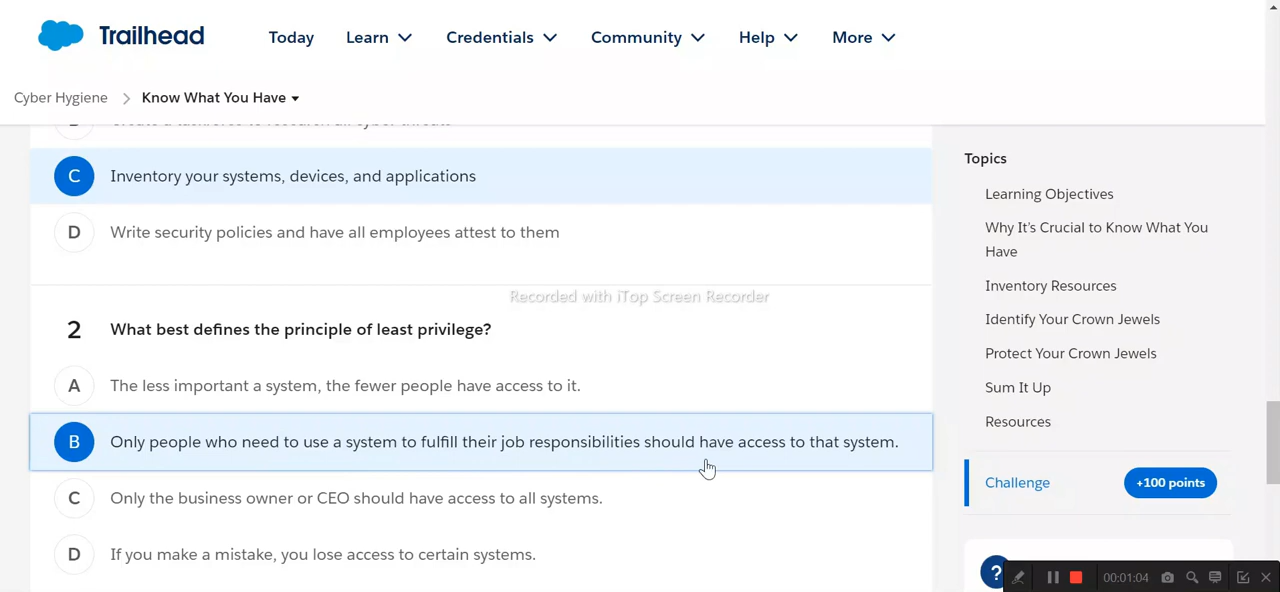 Trailhead
Today
Learn
Credentials
Community
Help
More
Cyber Hygiene
Know What You Have
C
Inventory your systems, devices, and applications
D
Write security policies and have all employees attest to them
Recorded with iTop Screen Recorder
2
What best defines the principle of least privilege?
A
The less important a system, the fewer people have access to it.
B
Only people who need to use a system to fulfill their job responsibilities should have access to that system.
C
Only the business owner or CEO should have access to all systems.
D
If you make a mistake, you lose access to certain systems.
Topics
Learning Objectives
Why It's Crucial to Know What You
Have
Inventory Resources
Identify Your Crown Jewels
Protect Your Crown Jewels
Sum It Up
Resources
Challenge
+100 points
?
00:01:04